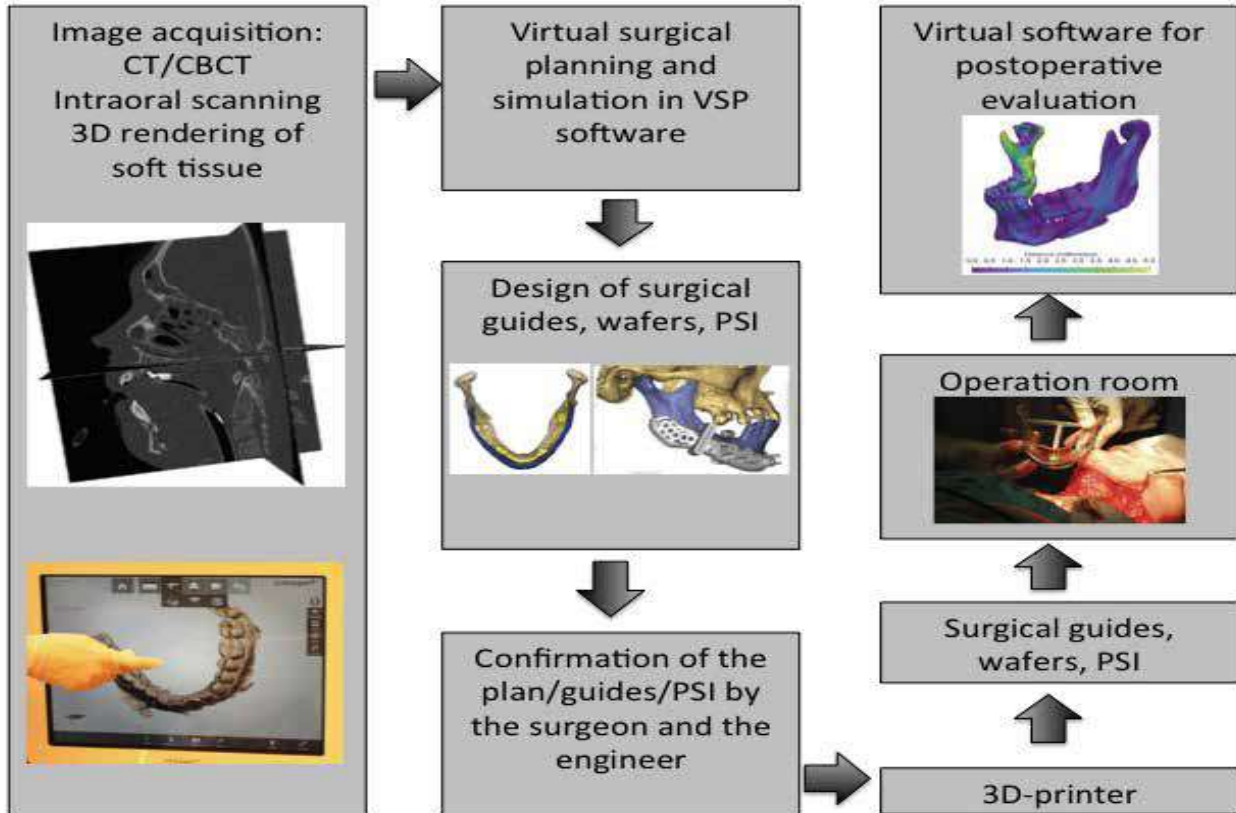 Image acquisition:
CT/CBCT
Intraoral scanning
3D rendering of
soft tissue
Virtual surgical
planning and
simulation in VSP
software
Design of surgical
guides, wafers, PSI
Confirmation of the
plan/guides/PSI by
the surgeon and the
engineer
3D-printer
Surgical guides,
wafers, PSI
Operation room
Virtual software for
postoperative
evaluation